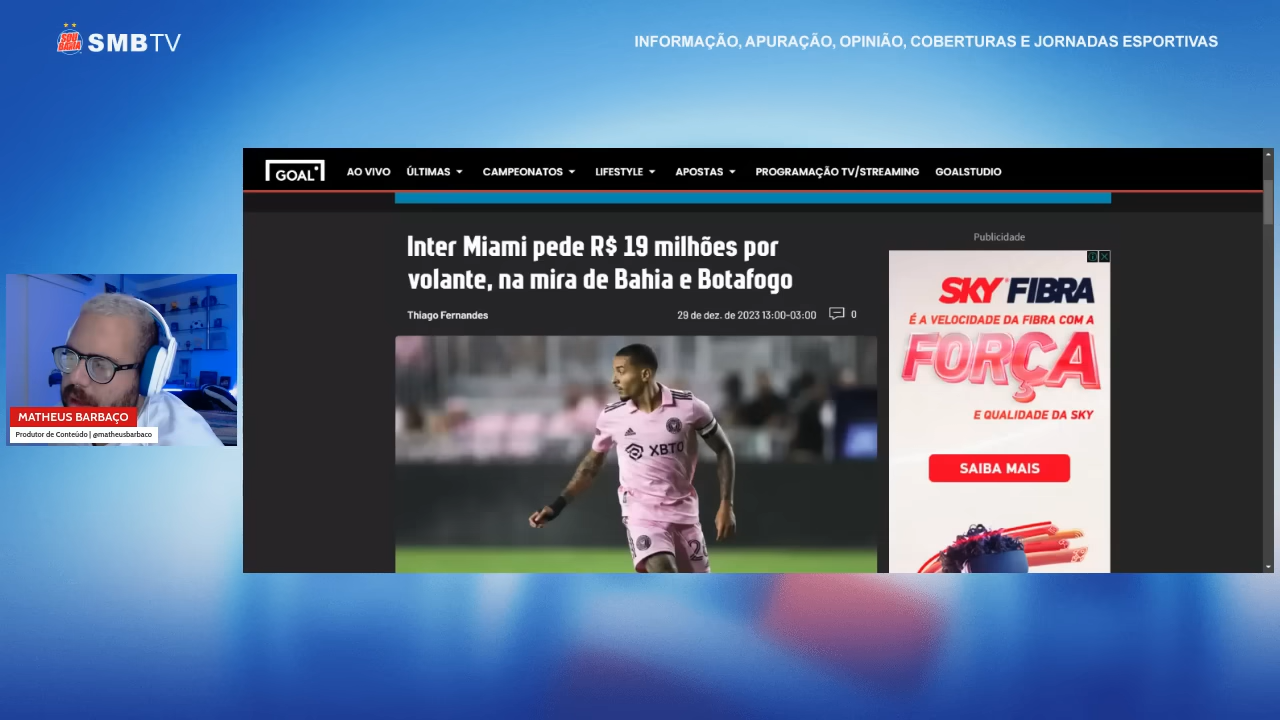 SOU
BAHIA
SMBTV
INFORMAÇÃO, APURAÇÃO, OPINIÃO, COBERTURAS E JORNADAS ESPORTIVAS
GOAL
AO VIVO
ÚLTIMAS
CAMPEONATOS
LIFESTYLE
APOSTAS
PROGRAMAÇÃO TV/STREAMING
GOALSTUDIO
Inter Miami pede R$ 19 milhões por
volante, na mira de Bahia e Botafogo
Thiago Fernandes
29 de dez. de 2023 13:00-03:00
0
XBTO
2
Publicidade
SKY FIBRA
É A VELOCIDADE DA FIBRA COM A
FORÇA
E QUALIDADE DA SKY
SAIBA MAIS
MATHEUS BARBAÇO
Produtor de Conteúdo | @matheusbarbaco